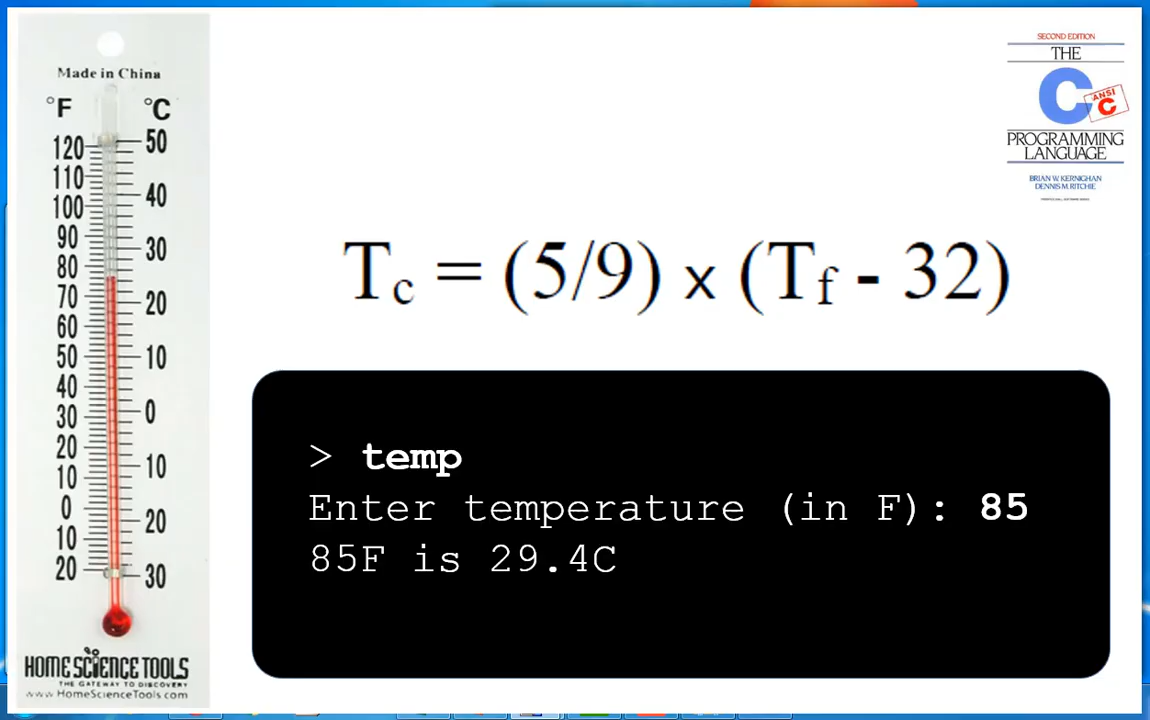 Made in China
°F °C
120 50
110
100 40
90
80 30
70
60 20
50 10
40
30 0
20
10 10
0
10 20
20 30
HOME SCIENCE TOOLS
THE GATEWAY TO DISCOVERY
www.HomeScienceTools.com
SECOND EDITION
THE
C
ANSI
C
PROGRAMMING
LANGUAGE
BRIAN W. KERNIGHAN
DENNIS M. RITCHIE
Tc = (5/9) x (Tf - 32)
> temp
Enter temperature (in F): 85
85F is 29.4C